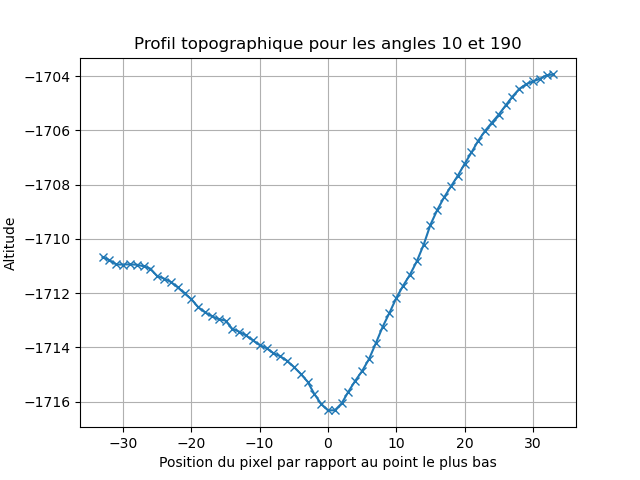 Profil topographique pour les angles 10 et 190
−1704
−1706
−1708
−1710
−1712
−1714
−1716
Altitude
−30 −20 −10 0 10 20 30
Position du pixel par rapport au point le plus bas